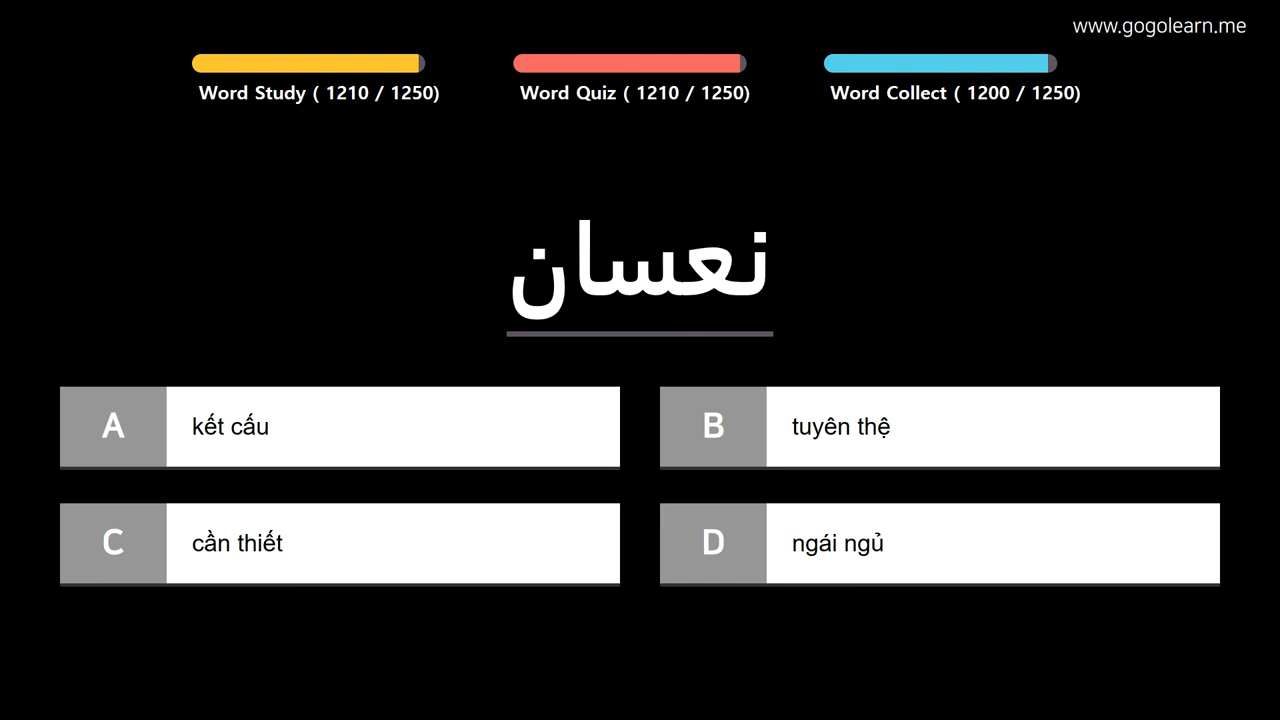 www.gogolearn.me
Word Study ( 1210 / 1250)
Word Quiz ( 1210 / 1250)
Word Collect ( 1200 / 1250)
نعسان
A kết cấu
B tuyên thệ
C cần thiết
D ngái ngủ